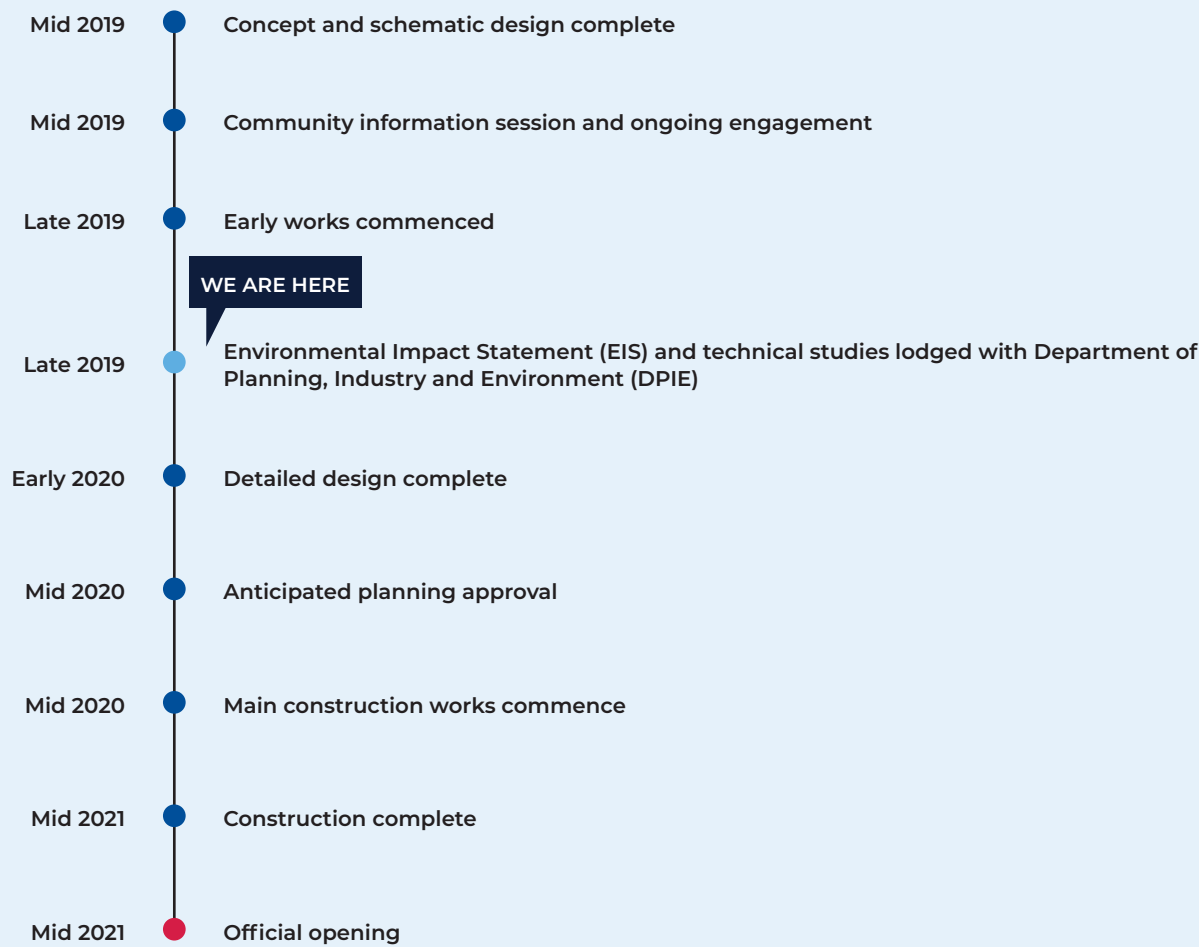 Mid 2019 Concept and schematic design complete
Mid 2019 Community information session and ongoing engagement
Late 2019 Early works commenced
WE ARE HERE
Late 2019 Environmental Impact Statement (EIS) and technical studies lodged with Department of
Planning, Industry and Environment (DPIE)
Early 2020 Detailed design complete
Mid 2020 Anticipated planning approval
Mid 2020 Main construction works commence
Mid 2021 Construction complete
Mid 2021 Official opening